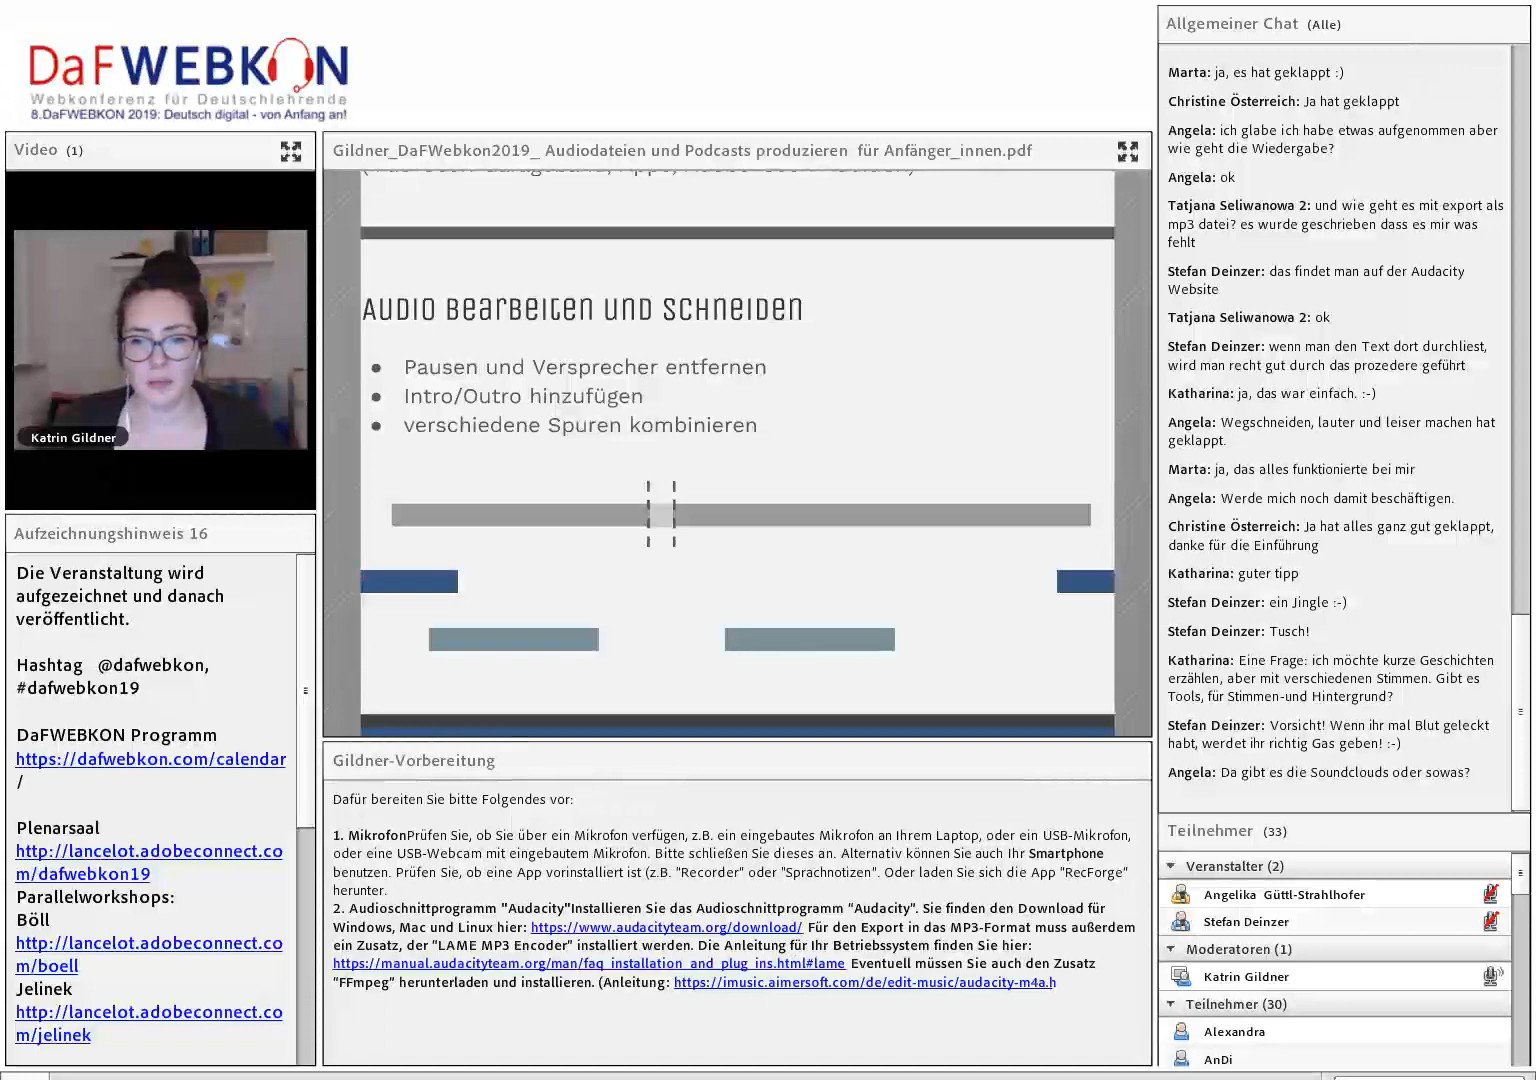 DaFWEBKON
Webkonferenz für Deutschlehrende
8.DaFWEBKON 2019: Deutsch digital - von Anfang an!
Video (1)
Katrin Gildner
Aufzeichnungshinweis 16
Die Veranstaltung wird
aufgezeichnet und danach
veröffentlicht.
Hashtag @dafwebkon,
#dafwebkon19
DaFWEBKON Programm
https://dafwebkon.com/calendar
/
Plenarsaal
http://lancelot.adobeconnect.co
m/dafwebkon19
Parallelworkshops:
Böll
http://lancelot.adobeconnect.co
m/boell
Jelinek
http://lancelot.adobeconnect.co
m/jelinek
Gildner_DaFWebkon2019_ Audiodateien und Podcasts produzieren für Anfänger_innen.pdf
Audio bearbeiten und schneiden
• Pausen und Versprecher entfernen
• Intro/Outro hinzufügen
• verschiedene Spuren kombinieren
Gildner-Vorbereitung
Dafür bereiten Sie bitte Folgendes vor:
1. MikrofonPrüfen Sie, ob Sie über ein Mikrofon verfügen, z.B. ein eingebautes Mikrofon an Ihrem Laptop, oder ein USB-Mikrofon,
oder eine USB-Webcam mit eingebautem Mikrofon. Bitte schließen Sie dieses an. Alternativ können Sie auch Ihr Smartphone
benutzen. Prüfen Sie, ob eine App vorinstalliert ist (z.B. "Recorder" oder "Sprachnotizen". Oder laden Sie sich die App "RecForge"
herunter.
2. Audioschnittprogramm "Audacity"Installieren Sie das Audioschnittprogramm “Audacity”. Sie finden den Download für
Windows, Mac und Linux hier: https://www.audacityteam.org/download/ Für den Export in das MP3-Format muss außerdem
ein Zusatz, der "LAME MP3 Encoder" installiert werden. Die Anleitung für Ihr Betriebssystem finden Sie hier:
https://manual.audacityteam.org/man/faq_installation_and_plug_ins.html#lame Eventuell müssen Sie auch den Zusatz
"FFmpeg" herunterladen und installieren. (Anleitung: https://imusic.aimersoft.com/de/edit-music/audacity-m4a.h
Allgemeiner Chat (Alle)
Marta: ja, es hat geklappt :)
Christine Österreich: Ja hat geklappt
Angela: ich glabe ich habe etwas aufgenommen aber
wie geht die Wiedergabe?
Angela: ok
Tatjana Seliwanowa 2: und wie geht es mit export als
mp3 datei? es wurde geschrieben dass es mir was
fehlt
Stefan Deinzer: das findet man auf der Audacity
Website
Tatjana Seliwanowa 2: ok
Stefan Deinzer: wenn man den Text dort durchliest,
wird man recht gut durch das prozedere geführt
Katharina: ja, das war einfach. :-)
Angela: Wegschneiden, lauter und leiser machen hat
geklappt.
Marta: ja, das alles funktionierte bei mir
Angela: Werde mich noch damit beschäftigen.
Christine Österreich: Ja hat alles ganz gut geklappt,
danke für die Einführung
Katharina: guter tipp
Stefan Deinzer: ein Jingle :-)
Stefan Deinzer: Tusch!
Katharina: Eine Frage: ich möchte kurze Geschichten
erzählen, aber mit verschiedenen Stimmen. Gibt es
Tools, für Stimmen-und Hintergrund?
Stefan Deinzer: Vorsicht! Wenn ihr mal Blut geleckt
habt, werdet ihr richtig Gas geben! :-)
Angela: Da gibt es die Soundclouds oder sowas?
Teilnehmer (33)
Veranstalter (2)
Angelika Güttl-Strahlhofer
Stefan Deinzer
Moderatoren (1)
Katrin Gildner
Teilnehmer (30)
Alexandra
AnDi